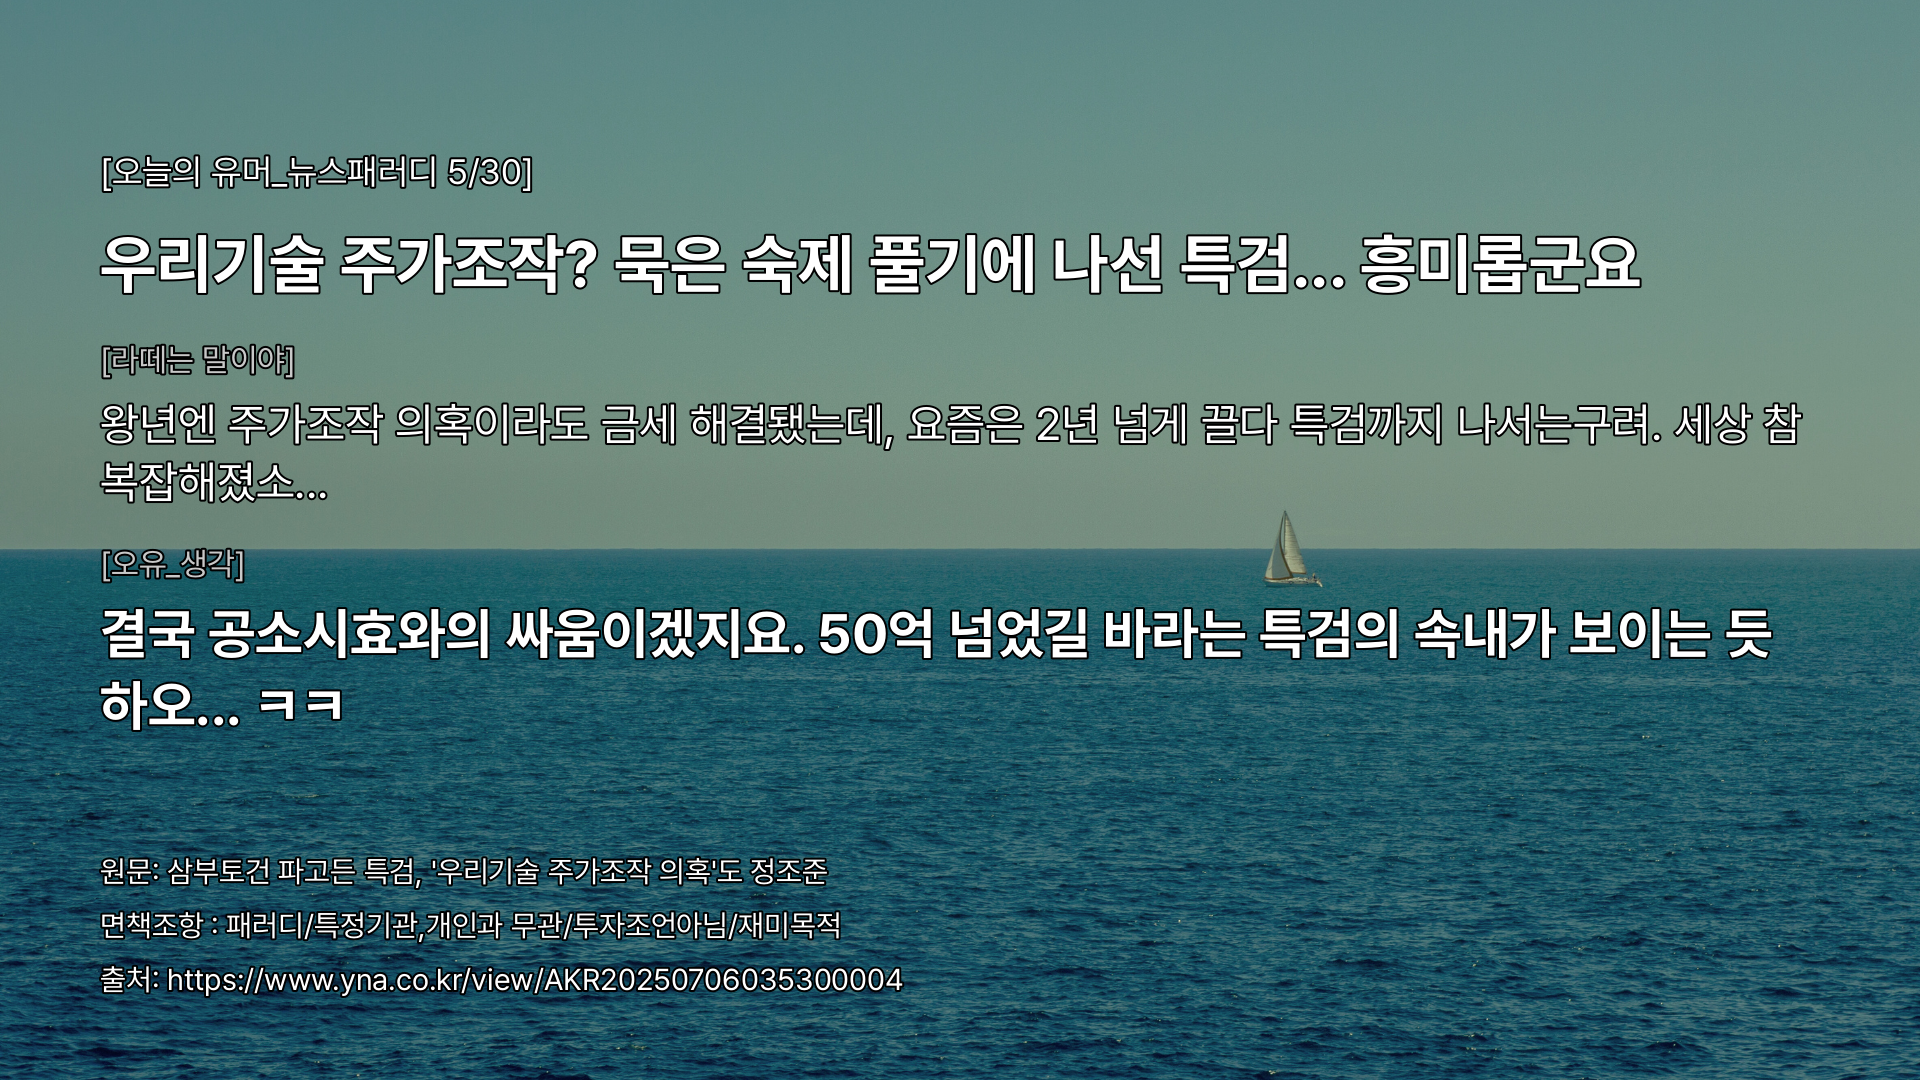 [오늘의 유머_뉴스패러디 5/30]
우리기술 주가조작? 묵은 숙제 풀기에 나선 특검... 흥미롭군요
[라떼는 말이야]
왕년엔 주가조작 의혹이라도 금세 해결됐는데, 요즘은 2년 넘게 끌다 특검까지 나서는구려. 세상 참
복잡해졌소...
[오유_생각]
결국 공소시효와의 싸움이겠지요. 50억 넘었길 바라는 특검의 속내가 보이는 듯
하오... ㅋㅋ
원문: 삼부토건 파고든 특검, '우리기술 주가조작 의혹'도 정조준
면책조항 : 패러디/특정기관,개인과 무관/투자조언아님/재미목적
출처: https://www.yna.co.kr/view/AKR20250706035300004